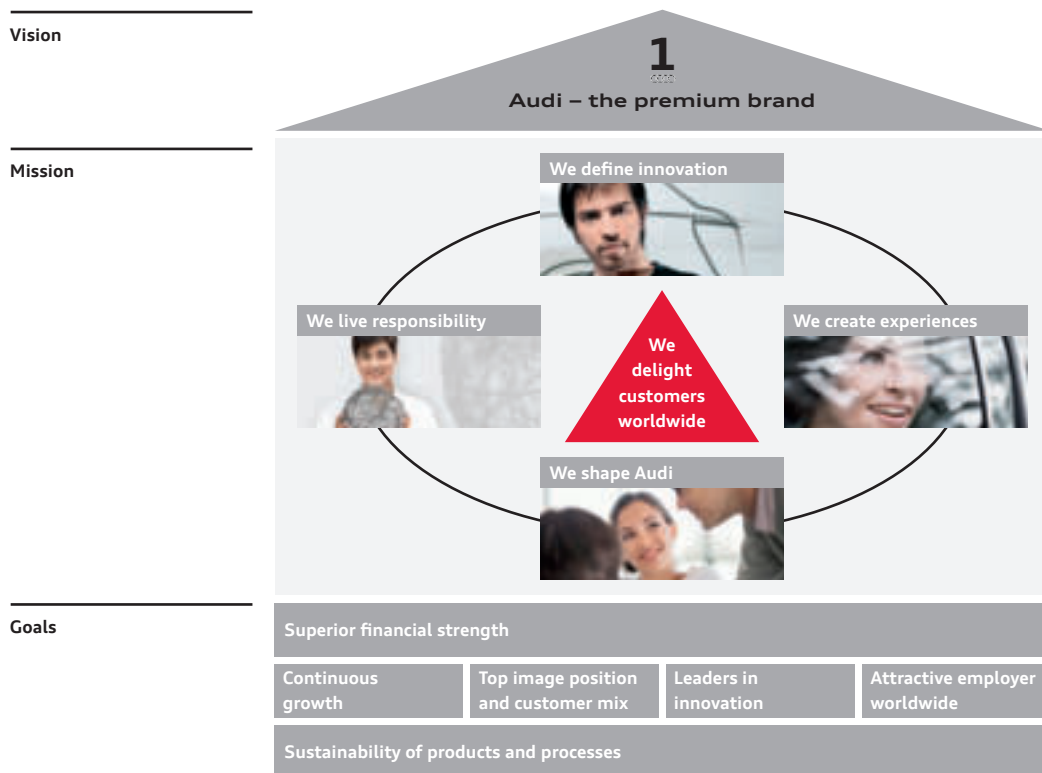 Vision
1
Audi – the premium brand
Mission
We define innovation
We live responsibility
We create experiences
We
delight
customers
worldwide
We shape Audi
Goals
Superior financial strength
Continuous
growth
Top image position
and customer mix
Leaders in
innovation
Attractive employer
worldwide
Sustainability of products and processes